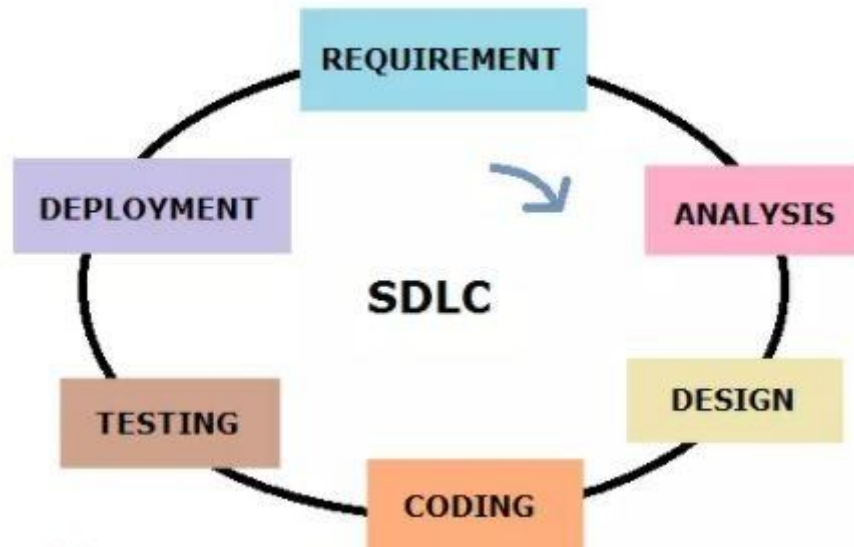 REQUIREMENT
DEPLOYMENT
ANALYSIS
SDLC
DESIGN
TESTING
CODING